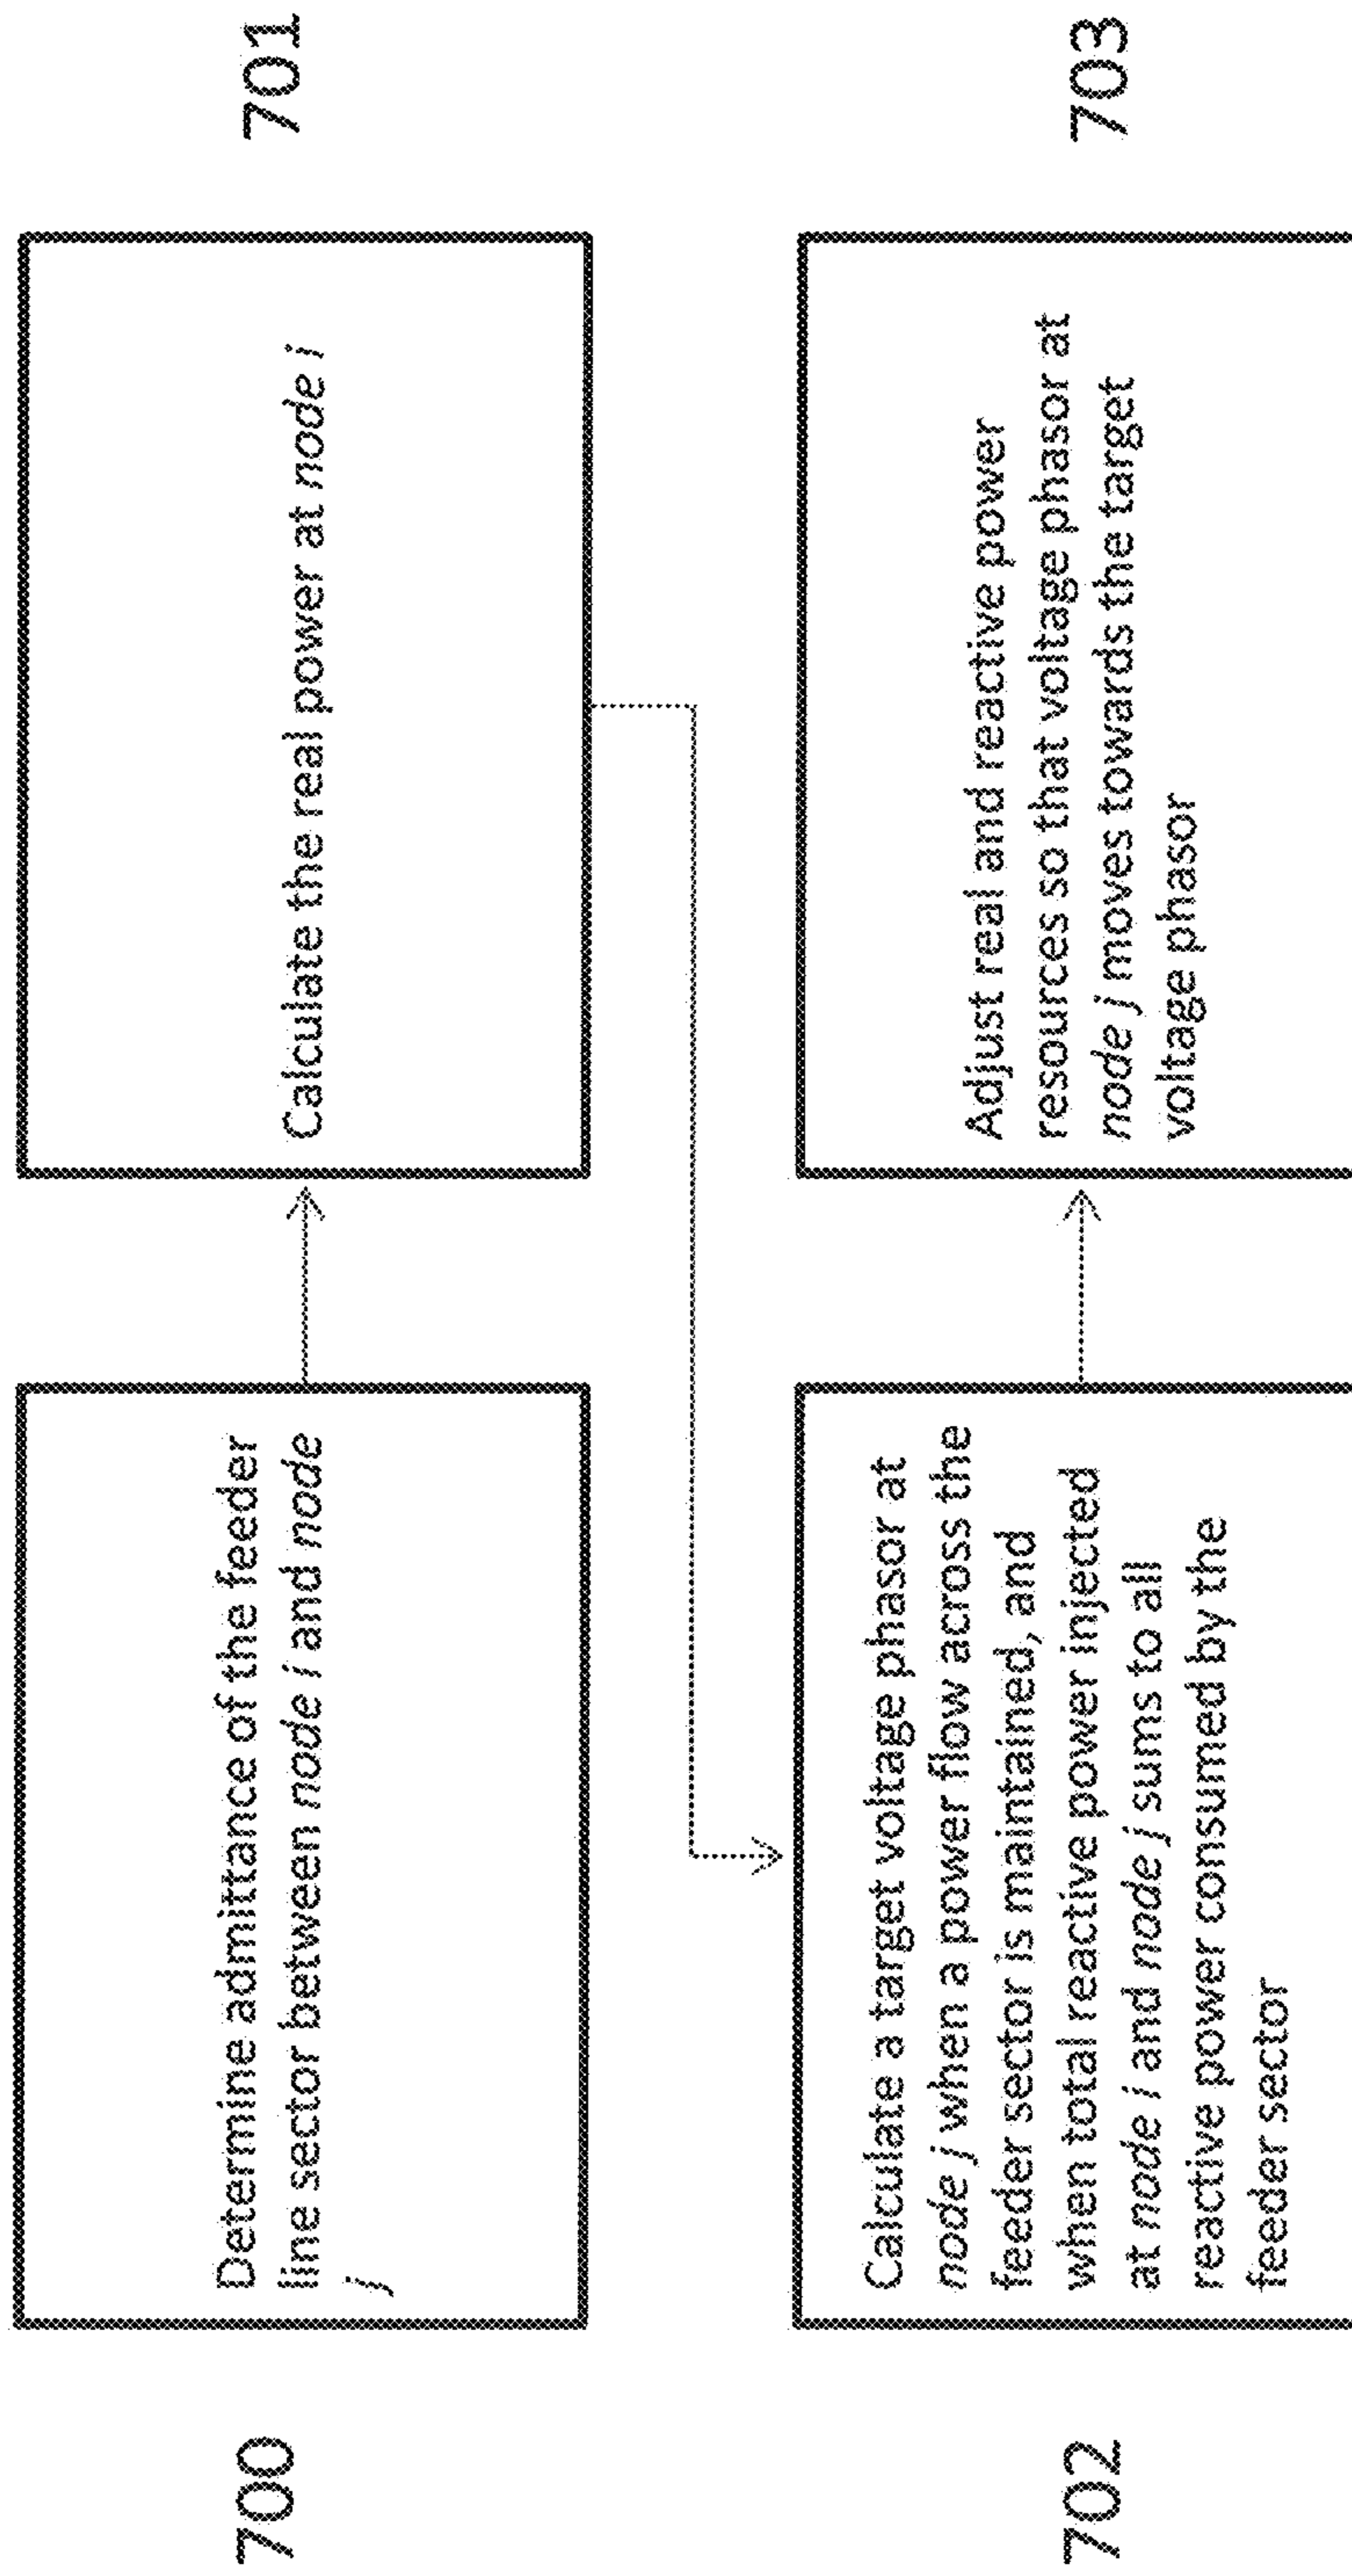 700
Determine admittance of the feeder
line sector between node i and node
j
Calculate the real power at node i
701
702
Calculate a target voltage phasor at
node j when a power flow across the
feeder sector is maintained, and
when total reactive power injected
at node i and node j sums to all
reactive power consumed by the
feeder sector
Adjust real and reactive power
resources so that voltage phasor at
node j moves towards the target
voltage phasor
703